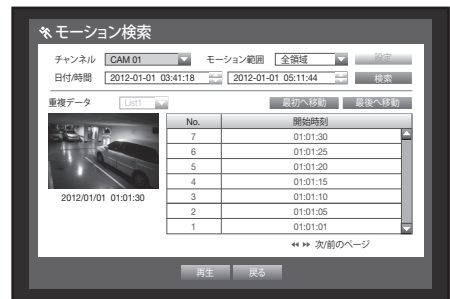 モーション検索
チャンネル CAM 01 モーション範囲 全領域 設定
日付/時間 2012-01-01 03:41:18 2012-01-01 05:11:44 検索
重複データ List1 最初へ移動 最後へ移動
No. 開始時刻
7 01:01:30
6 01:01:25
5 01:01:20
4 01:01:15
3 01:01:10
2 01:01:05
1 01:01:01
2012/01/01 01:01:30
次/前のページ
再生 戻る